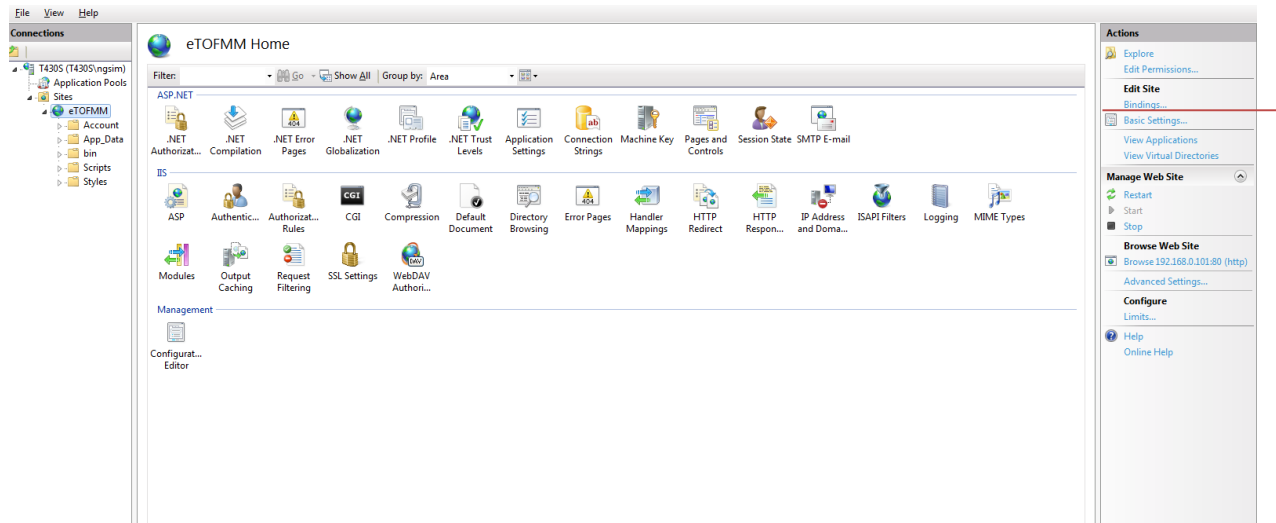 File View Help
Connections
T430S (T430S\ngsim)
Application Pools
Sites
eTOFMM
Account
App_Data
bin
Scripts
Styles
eTOFMM Home
Filter: Go Show All Group by: Area
ASP.NET
.NET Authorizat...
.NET Compilation
.NET Error Pages
.NET Globalization
.NET Profile
.NET Trust Levels
Application Settings
Connection Strings
Machine Key
Pages and Controls
Session State
SMTP E-mail
IIS
ASP
Authentic...
Authorizat... Rules
CGI
Compression
Default Document
Directory Browsing
Error Pages
Handler Mappings
HTTP Redirect
HTTP Respon...
IP Address and Doma...
ISAPI Filters
Logging
MIME Types
Modules
Output Caching
Request Filtering
SSL Settings
WebDAV Authori...
Management
Configurat... Editor
Actions
Explore
Edit Permissions...
Edit Site
Bindings...
Basic Settings...
View Applications
View Virtual Directories
Manage Web Site
Restart
Start
Stop
Browse Web Site
Browse 192.168.0.101:80 (http)
Advanced Settings...
Configure
Limits...
Help
Online Help